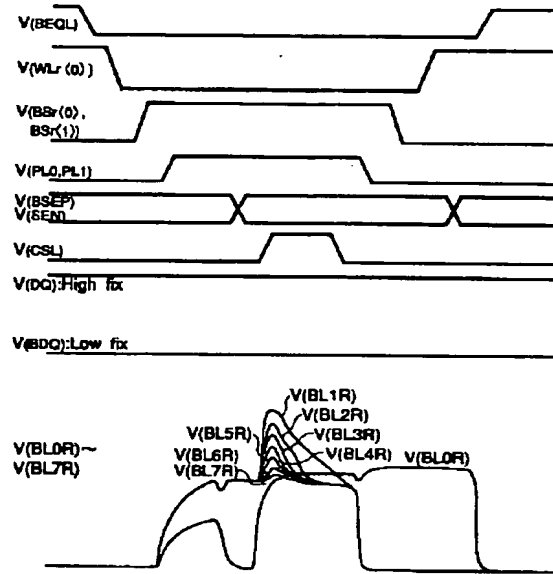 V(BEQL)
V(WLr(0))
V(BSr(0),
BSr(1))
V(PL0,PL1)
V(BSEP)
V(SEN)
V(CSL)
V(DQ):High fix
V(BDQ):Low fix
V(BL1R)
V(BL2R)
V(BL5R)
V(BL3R)
V(BL0R)～
V(BL6R)
V(BL4R)
V(BL0R)
V(BL7R)
V(BL7R)